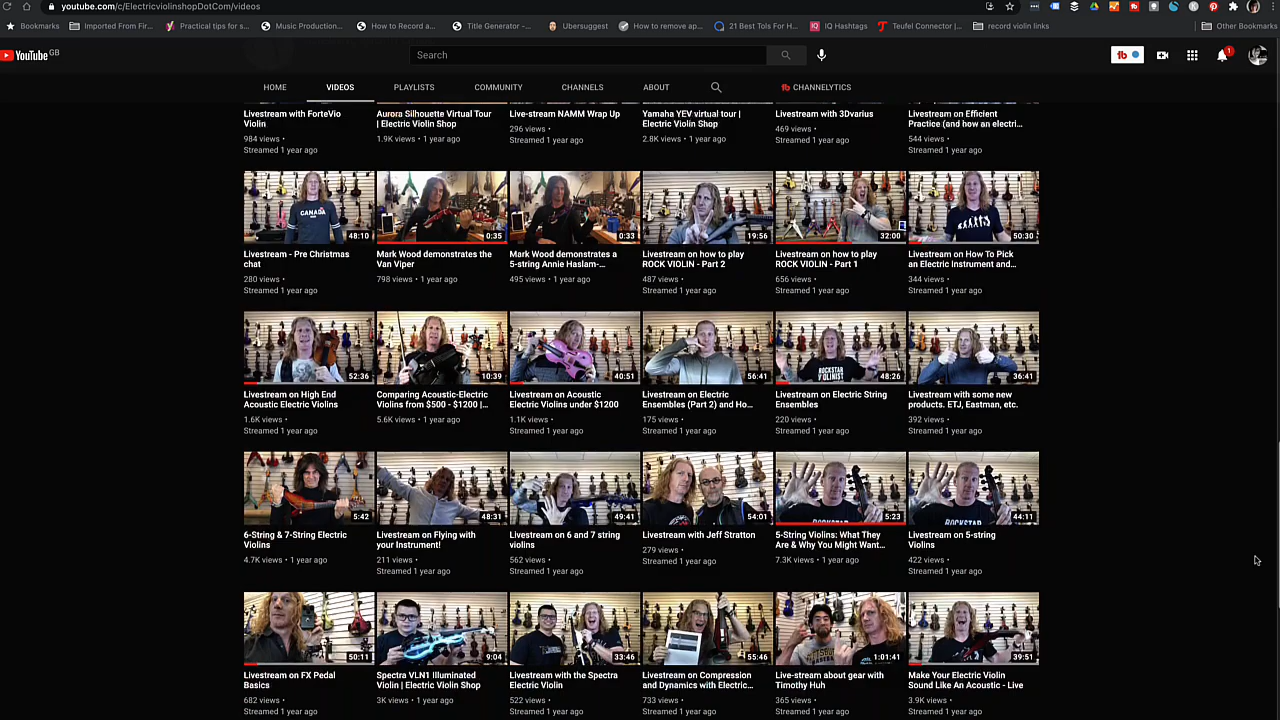 youtube.com/c/ElectricviolinshopDotCom/videos
Bookmarks Imported From Fir... Practical tips for s... Music Production... How to Record a... Title Generator -... Ubersuggest How to remove ap... 21 Best Tols For H... IQ Hashtags Teufel Connector |... record violin links Other Bookmarks
YouTube GB Search 1
HOME VIDEOS PLAYLISTS COMMUNITY CHANNELS ABOUT CHANNELYTICS
Livestream with ForteVio Violin
984 views •
Streamed 1 year ago
Aurora Silhouette Virtual Tour | Electric Violin Shop
1.9K views • 1 year ago
Live-stream NAMM Wrap Up
296 views •
Streamed 1 year ago
Yamaha YEV virtual tour | Electric Violin Shop
2.8K views • 1 year ago
Livestream with 3Dvarius
469 views •
Streamed 1 year ago
Livestream on Efficient Practice (and how an electri...
544 views •
Streamed 1 year ago
CANADA
48:10
Livestream - Pre Christmas chat
280 views •
Streamed 1 year ago
0:35
Mark Wood demonstrates the Van Viper
798 views • 1 year ago
0:33
Mark Wood demonstrates a 5-string Annie Haslam-...
495 views • 1 year ago
19:56
Livestream on how to play ROCK VIOLIN - Part 2
487 views •
Streamed 1 year ago
32:00
Livestream on how to play ROCK VIOLIN - Part 1
656 views •
Streamed 1 year ago
50:30
Livestream on How To Pick an Electric Instrument and...
344 views •
Streamed 1 year ago
52:36
Livestream on High End Acoustic Electric Violins
1.6K views •
Streamed 1 year ago
10:39
Comparing Acoustic-Electric Violins from $500 - $1200 |...
5.6K views • 1 year ago
40:51
Livestream on Acoustic Electric Violins under $1200
1.1K views •
Streamed 1 year ago
56:41
Livestream on Electric Ensembles (Part 2) and Ho...
175 views •
Streamed 1 year ago
ROCKSTAR
48:26
Livestream on Electric String Ensembles
220 views •
Streamed 1 year ago
36:41
Livestream with some new products. ETJ, Eastman, etc.
392 views •
Streamed 1 year ago
5:42
6-String & 7-String Electric Violins
4.7K views • 1 year ago
48:31
Livestream on Flying with your Instrument!
211 views •
Streamed 1 year ago
49:41
Livestream on 6 and 7 string violins
562 views •
Streamed 1 year ago
54:01
Livestream with Jeff Stratton
279 views •
Streamed 1 year ago
ROCKSTAR
5:23
5-String Violins: What They Are & Why You Might Want...
7.3K views • 1 year ago
ROCKSTAR
44:11
Livestream on 5-string Violins
422 views •
Streamed 1 year ago
50:11
Livestream on FX Pedal Basics
682 views •
Streamed 1 year ago
9:04
Spectra VLN1 Illuminated Violin | Electric Violin Shop
3K views • 1 year ago
33:46
Livestream with the Spectra Electric Violin
522 views •
Streamed 1 year ago
55:46
Livestream on Compression and Dynamics with Electric...
733 views •
Streamed 1 year ago
1:01:41
Live-stream about gear with Timothy Huh
365 views •
Streamed 1 year ago
39:51
Make Your Electric Violin Sound Like An Acoustic - Live
3.9K views •
Streamed 1 year ago